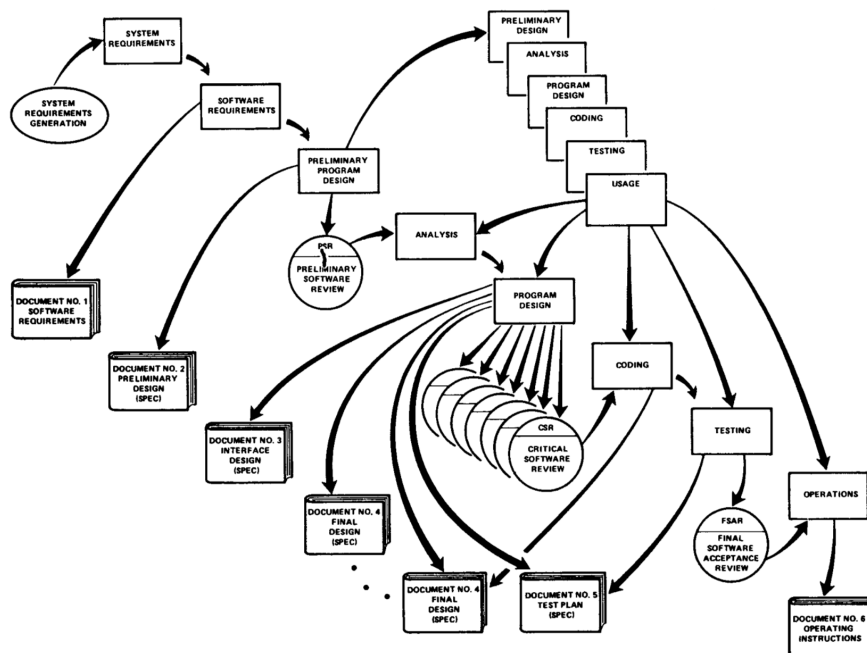 PRELIMINARY
DESIGN
SYSTEM
REQUIREMENTS
ANALYSIS
SYSTEM
REQUIREMENTS
GENERATION
SOFTWARE
REQUIREMENTS
PROGRAM
DESIGN
CODING
TESTING
PRELIMINARY
PROGRAM
DESIGN
USAGE
ANALYSIS
PSR
PRELIMINARY
SOFTWARE
REVIEW
PROGRAM
DESIGN
DOCUMENT NO. 1
SOFTWARE
REQUIREMENTS
DOCUMENT NO. 2
PRELIMINARY
DESIGN
(SPEC)
CODING
CSR
CRITICAL
SOFTWARE
REVIEW
TESTING
DOCUMENT NO. 3
INTERFACE
DESIGN
(SPEC)
OPERATIONS
DOCUMENT NO. 4
FINAL
DESIGN
(SPEC)
FSAR
FINAL
SOFTWARE
ACCEPTANCE
REVIEW
DOCUMENT NO. 4
FINAL
DESIGN
(SPEC)
DOCUMENT NO. 5
TEST PLAN
(SPEC)
DOCUMENT NO. 6
OPERATING
INSTRUCTIONS